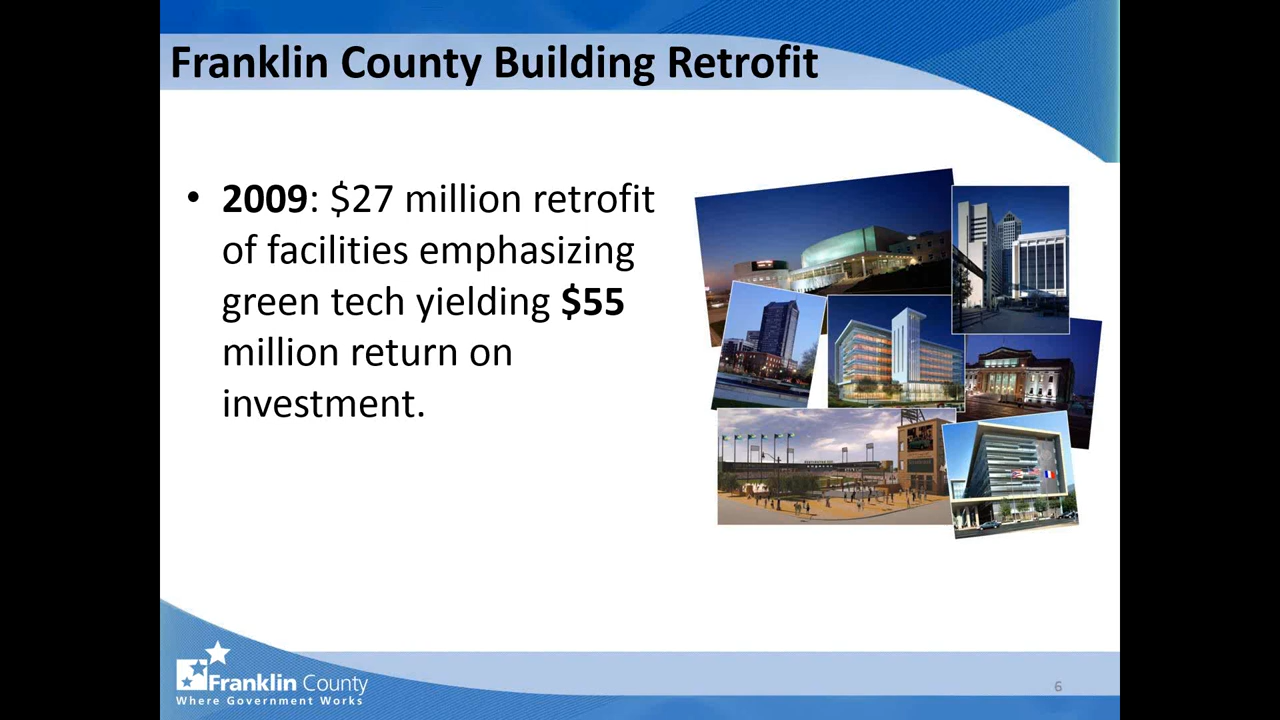 Franklin County Building Retrofit
• 2009: $27 million retrofit
of facilities emphasizing
green tech yielding $55
million return on
investment.
Franklin County
Where Government Works
6